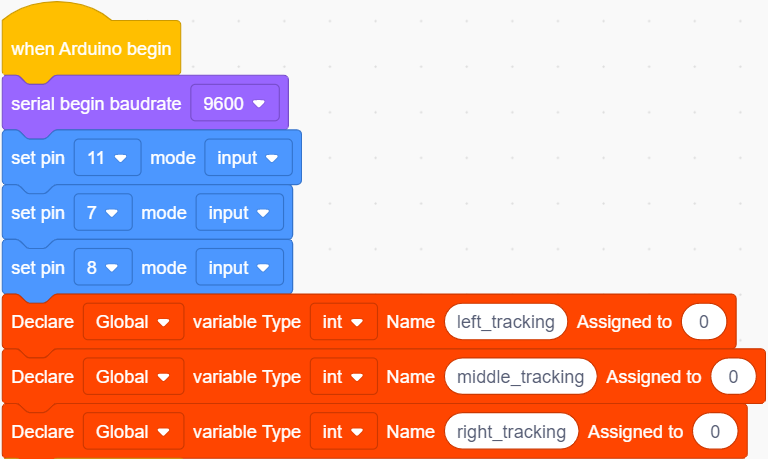 when Arduino begin
serial begin baudrate 9600
set pin 11 mode input
set pin 7 mode input
set pin 8 mode input
Declare Global variable Type int Name left_tracking Assigned to 0
Declare Global variable Type int Name middle_tracking Assigned to 0
Declare Global variable Type int Name right_tracking Assigned to 0